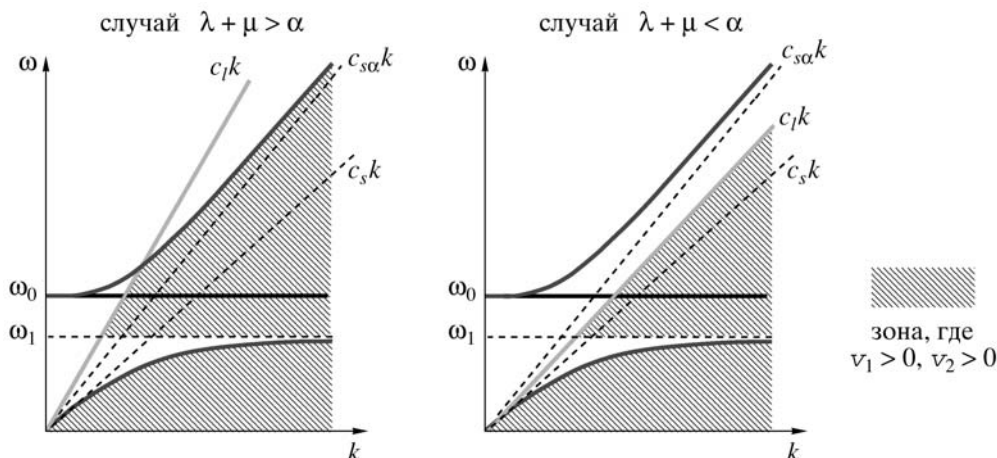 случай λ + μ > α
ω
c_l k
c_{sα} k
c_s k
ω_0
ω_1
k
случай λ + μ < α
ω
c_{sα} k
c_l k
c_s k
ω_0
ω_1
k
зона, где
v_1 > 0, v_2 > 0